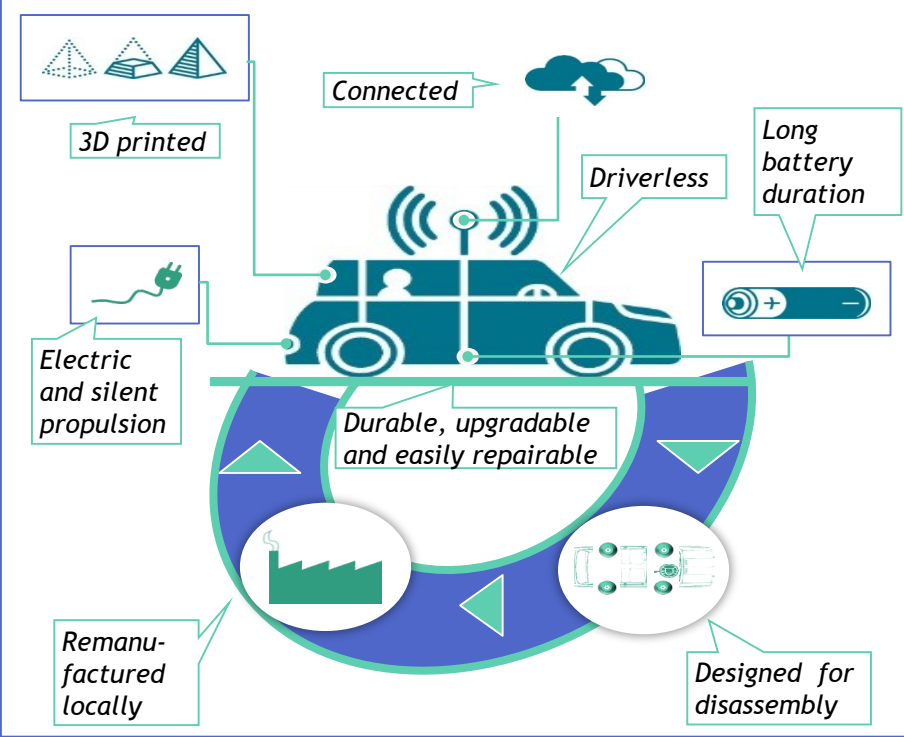 Connected
3D printed
Driverless
Long
battery
duration
Electric
and silent
propulsion
Durable, upgradable
and easily repairable
Remanu-
factured
locally
Designed for
disassembly